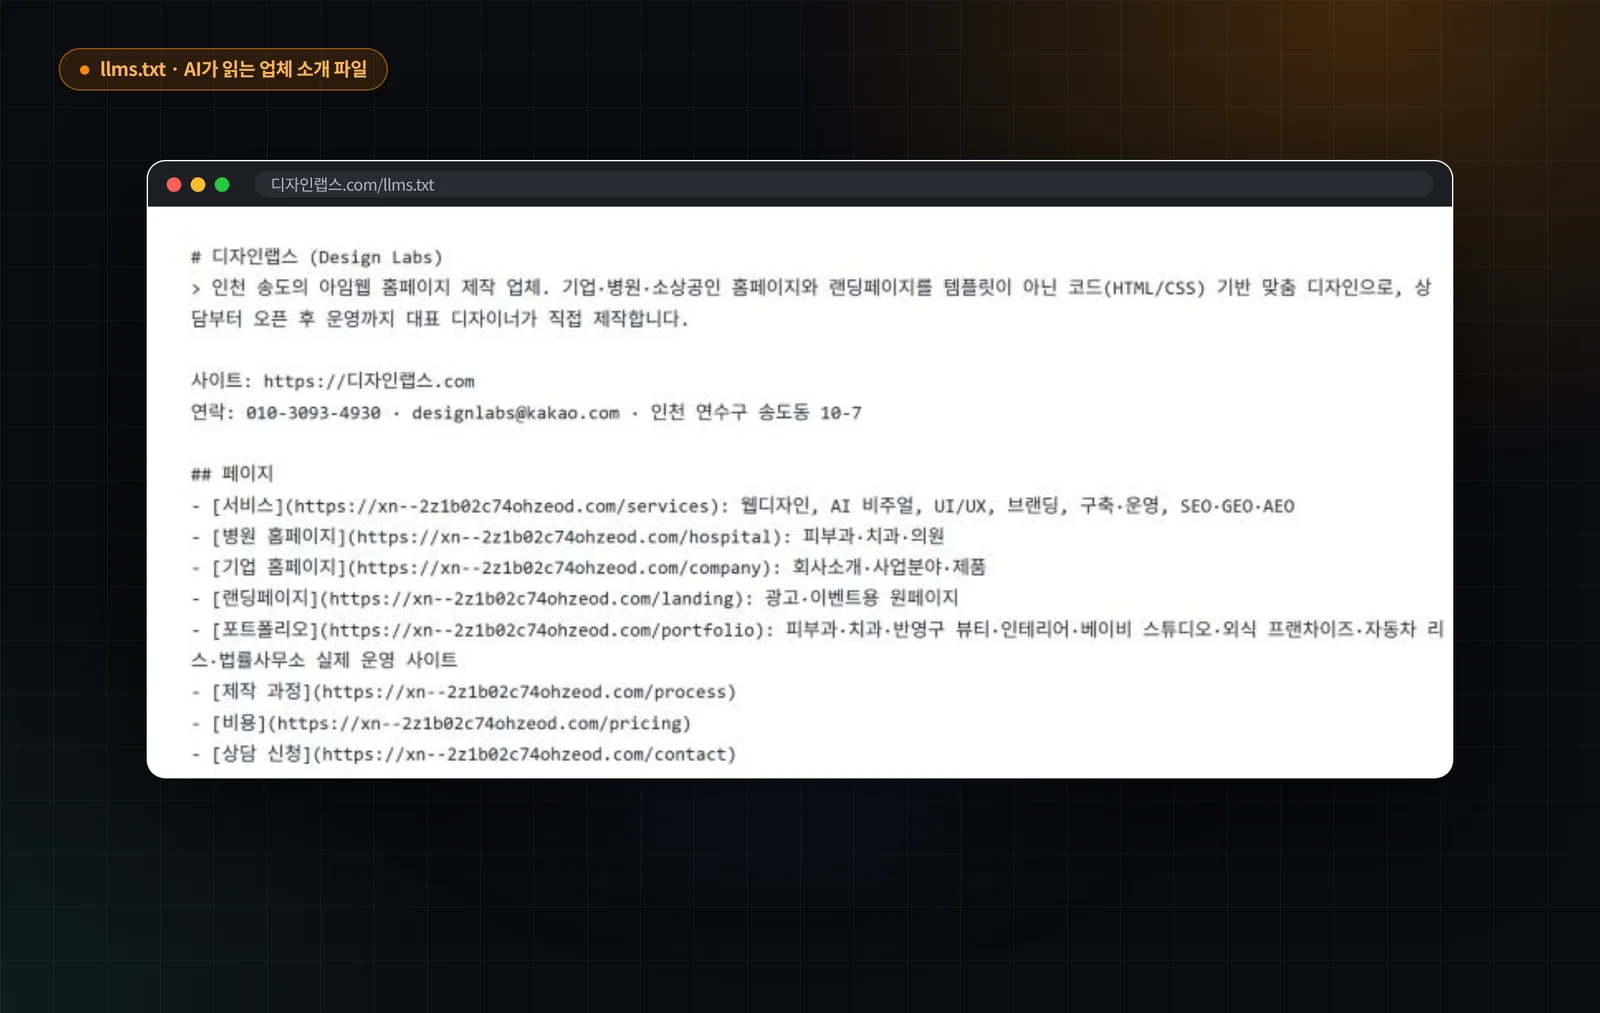 llms.txt · AI가 읽는 업체 소개 파일
디자인랩스.com/llms.txt
# 디자인랩스 (Design Labs)
> 인천 송도의 아임웹 홈페이지 제작 업체. 기업·병원·소상공인 홈페이지와 랜딩페이지를 템플릿이 아닌 코드(HTML/CSS) 기반 맞춤 디자인으로, 상
담부터 오픈 후 운영까지 대표 디자이너가 직접 제작합니다.
사이트: https://디자인랩스.com
연락: 010-3093-4930 · designlabs@kakao.com · 인천 연수구 송도동 10-7
## 페이지
- [서비스](https://xn--2z1b02c74ohzeod.com/services): 웹디자인, AI 비주얼, UI/UX, 브랜딩, 구축·운영, SEO·GEO·AEO
- [병원 홈페이지](https://xn--2z1b02c74ohzeod.com/hospital): 피부과·치과·의원
- [기업 홈페이지](https://xn--2z1b02c74ohzeod.com/company): 회사소개·사업분야·제품
- [랜딩페이지](https://xn--2z1b02c74ohzeod.com/landing): 광고·이벤트용 원페이지
- [포트폴리오](https://xn--2z1b02c74ohzeod.com/portfolio): 피부과·치과·반영구 뷰티·인테리어·베이비 스튜디오·외식 프랜차이즈·자동차 리
스·법률사무소 실제 운영 사이트
- [제작 과정](https://xn--2z1b02c74ohzeod.com/process)
- [비용](https://xn--2z1b02c74ohzeod.com/pricing)
- [상담 신청](https://xn--2z1b02c74ohzeod.com/contact)